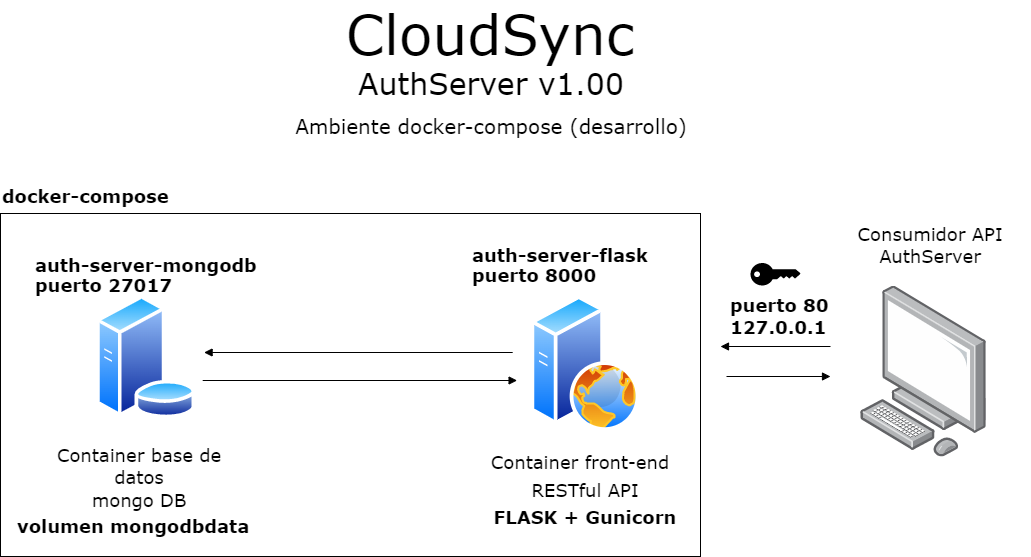 CloudSync
AuthServer v1.00
Ambiente docker-compose (desarrollo)
docker-compose
auth-server-mongodb
puerto 27017
auth-server-flask
puerto 8000
puerto 80
127.0.0.1
Consumidor API
AuthServer
Container base de
datos
mongo DB
volumen mongodbdata
Container front-end
RESTful API
FLASK + Gunicorn